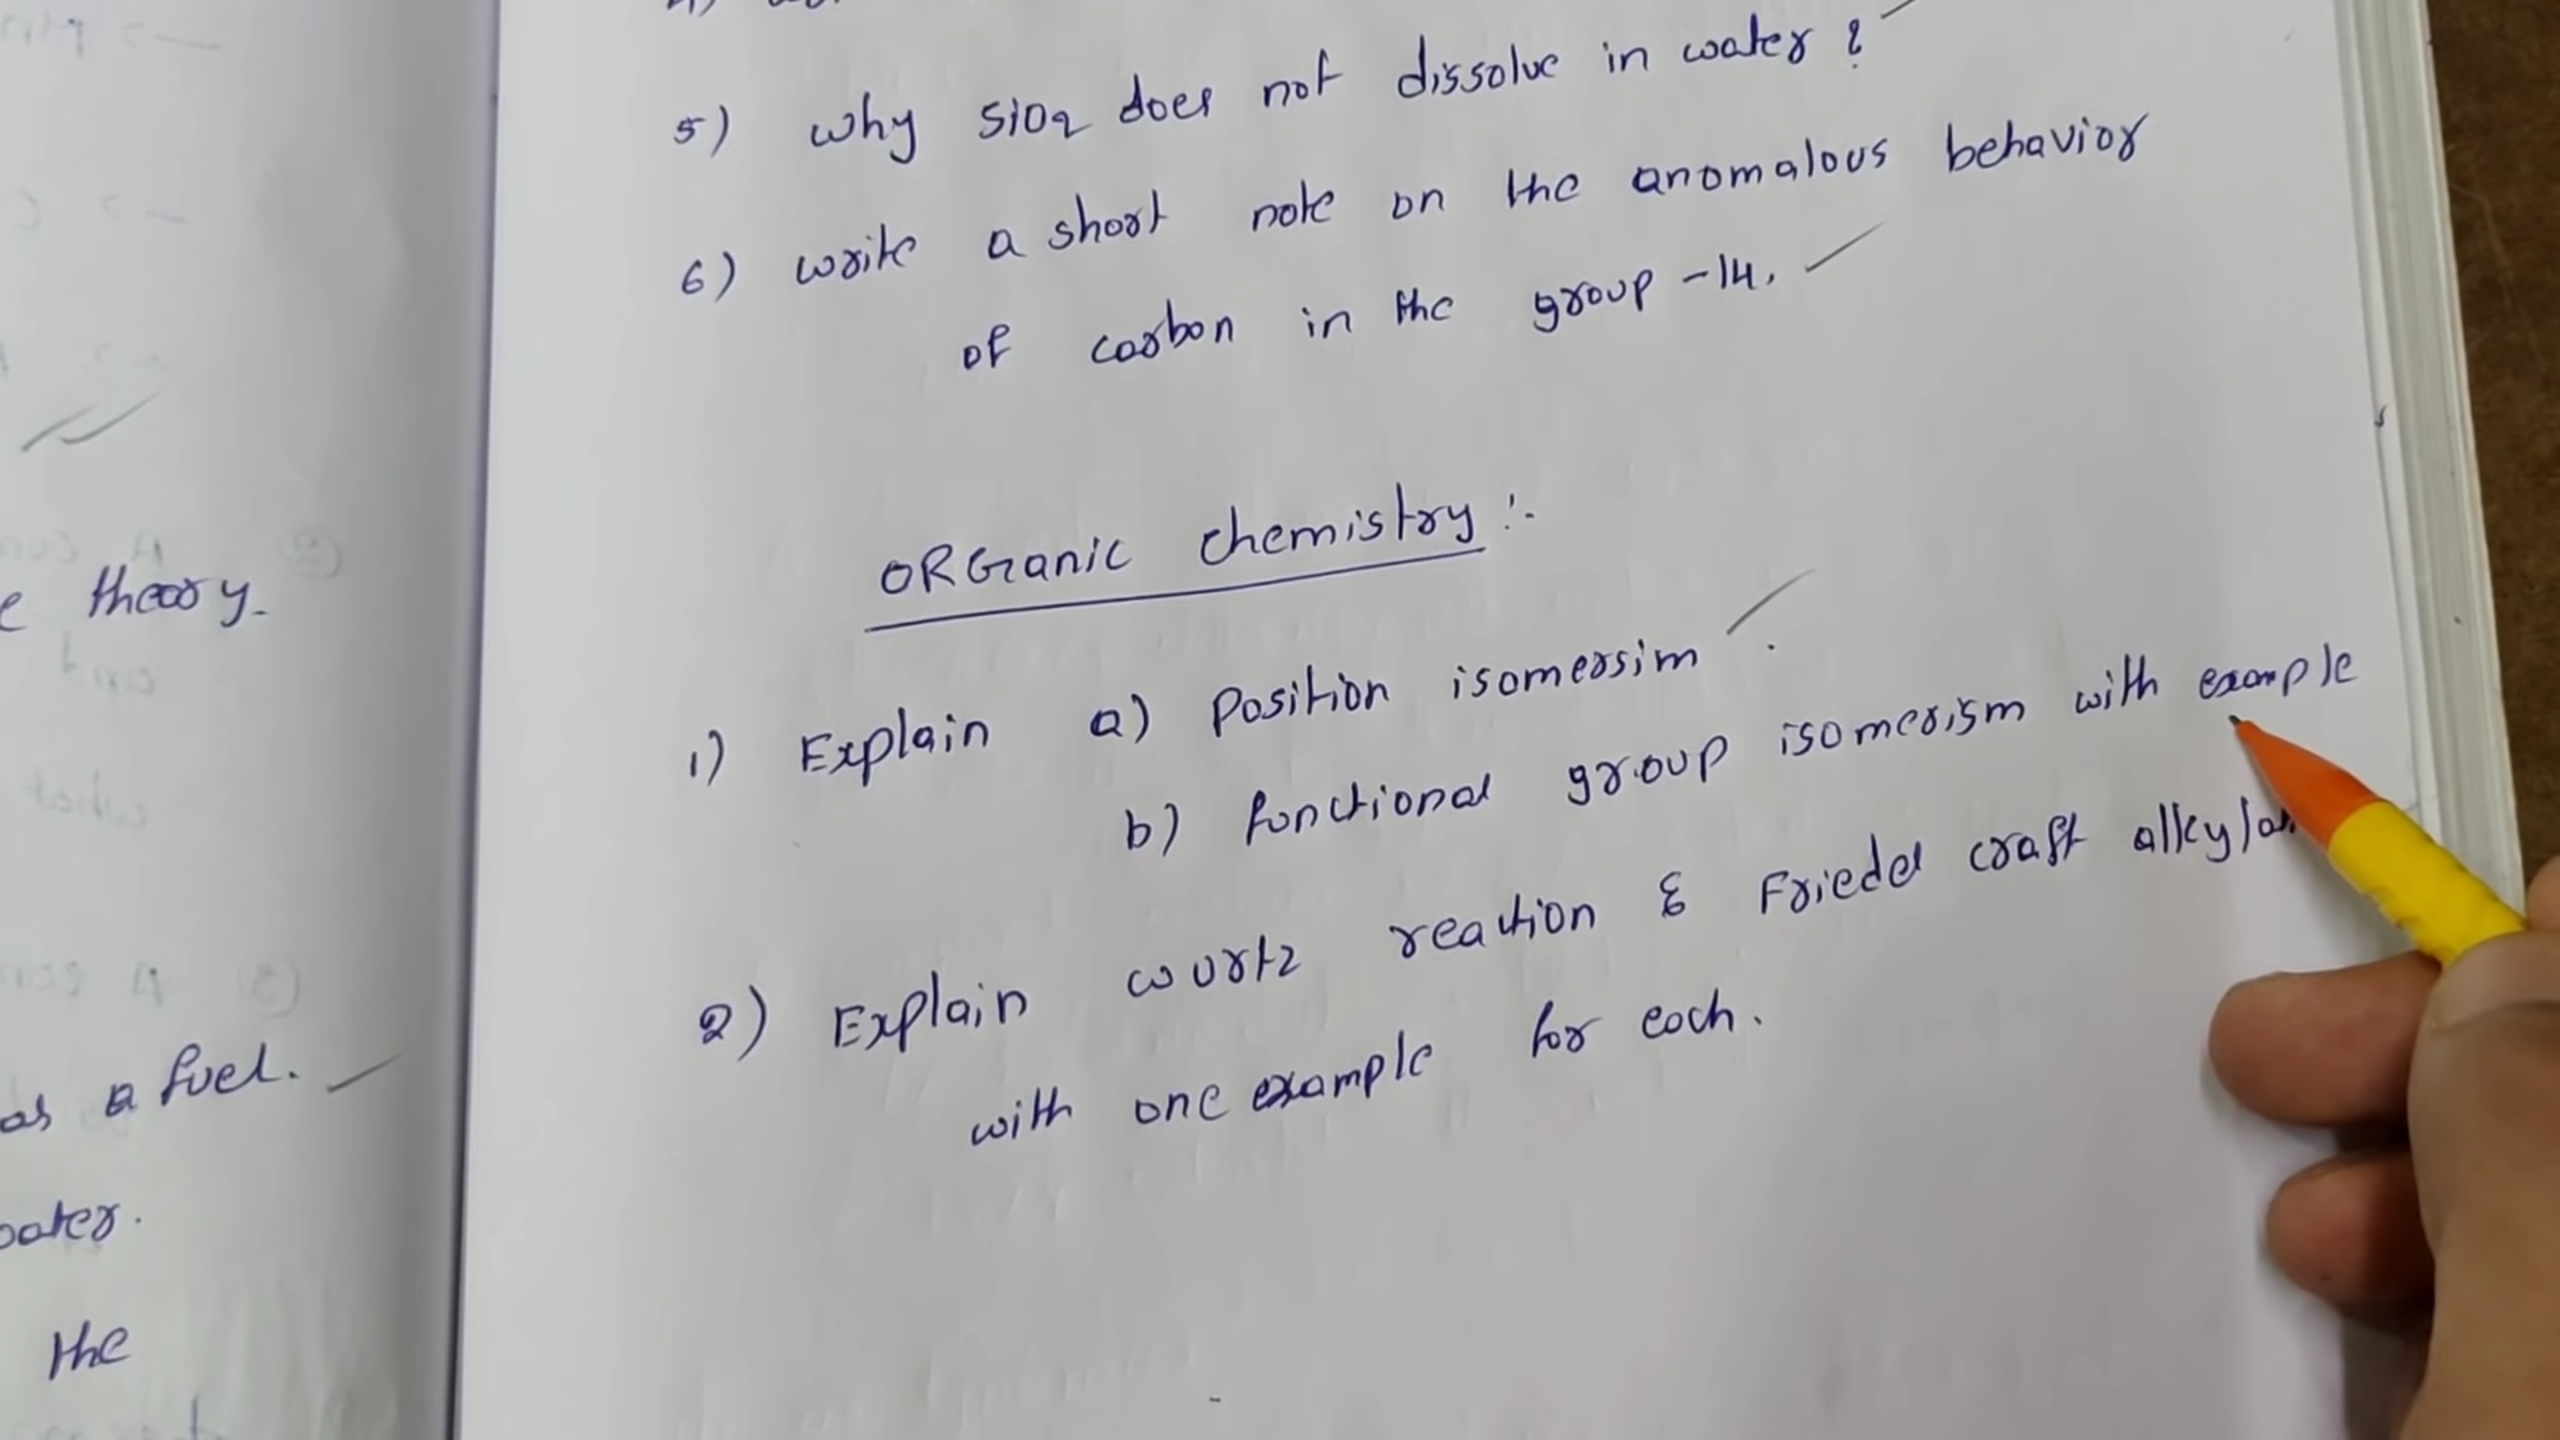 e theory.
as a fuel.
water.
the
5) why SiO2 does not dissolve in water?
6) write a short note on the anomalous behavior
of carbon in the group -14.
ORGanic chemistry :-
1) Explain a) Position isomersim.
b) functional group isomerism with example
2) Explain wurtz reaction & Friedel craft alkyla
with one example for each.